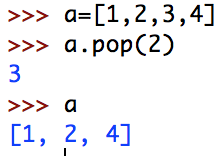 >>> a=[1,2,3,4]
>>> a.pop(2)
3
>>> a
[1, 2, 4]